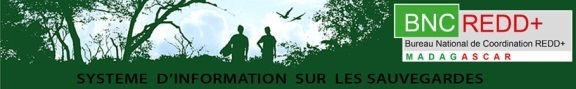 BNC REDD+
Bureau National de Coordination REDD+
MADAGASCAR
SYSTEME D'INFORMATION SUR LES SAUVEGARDES